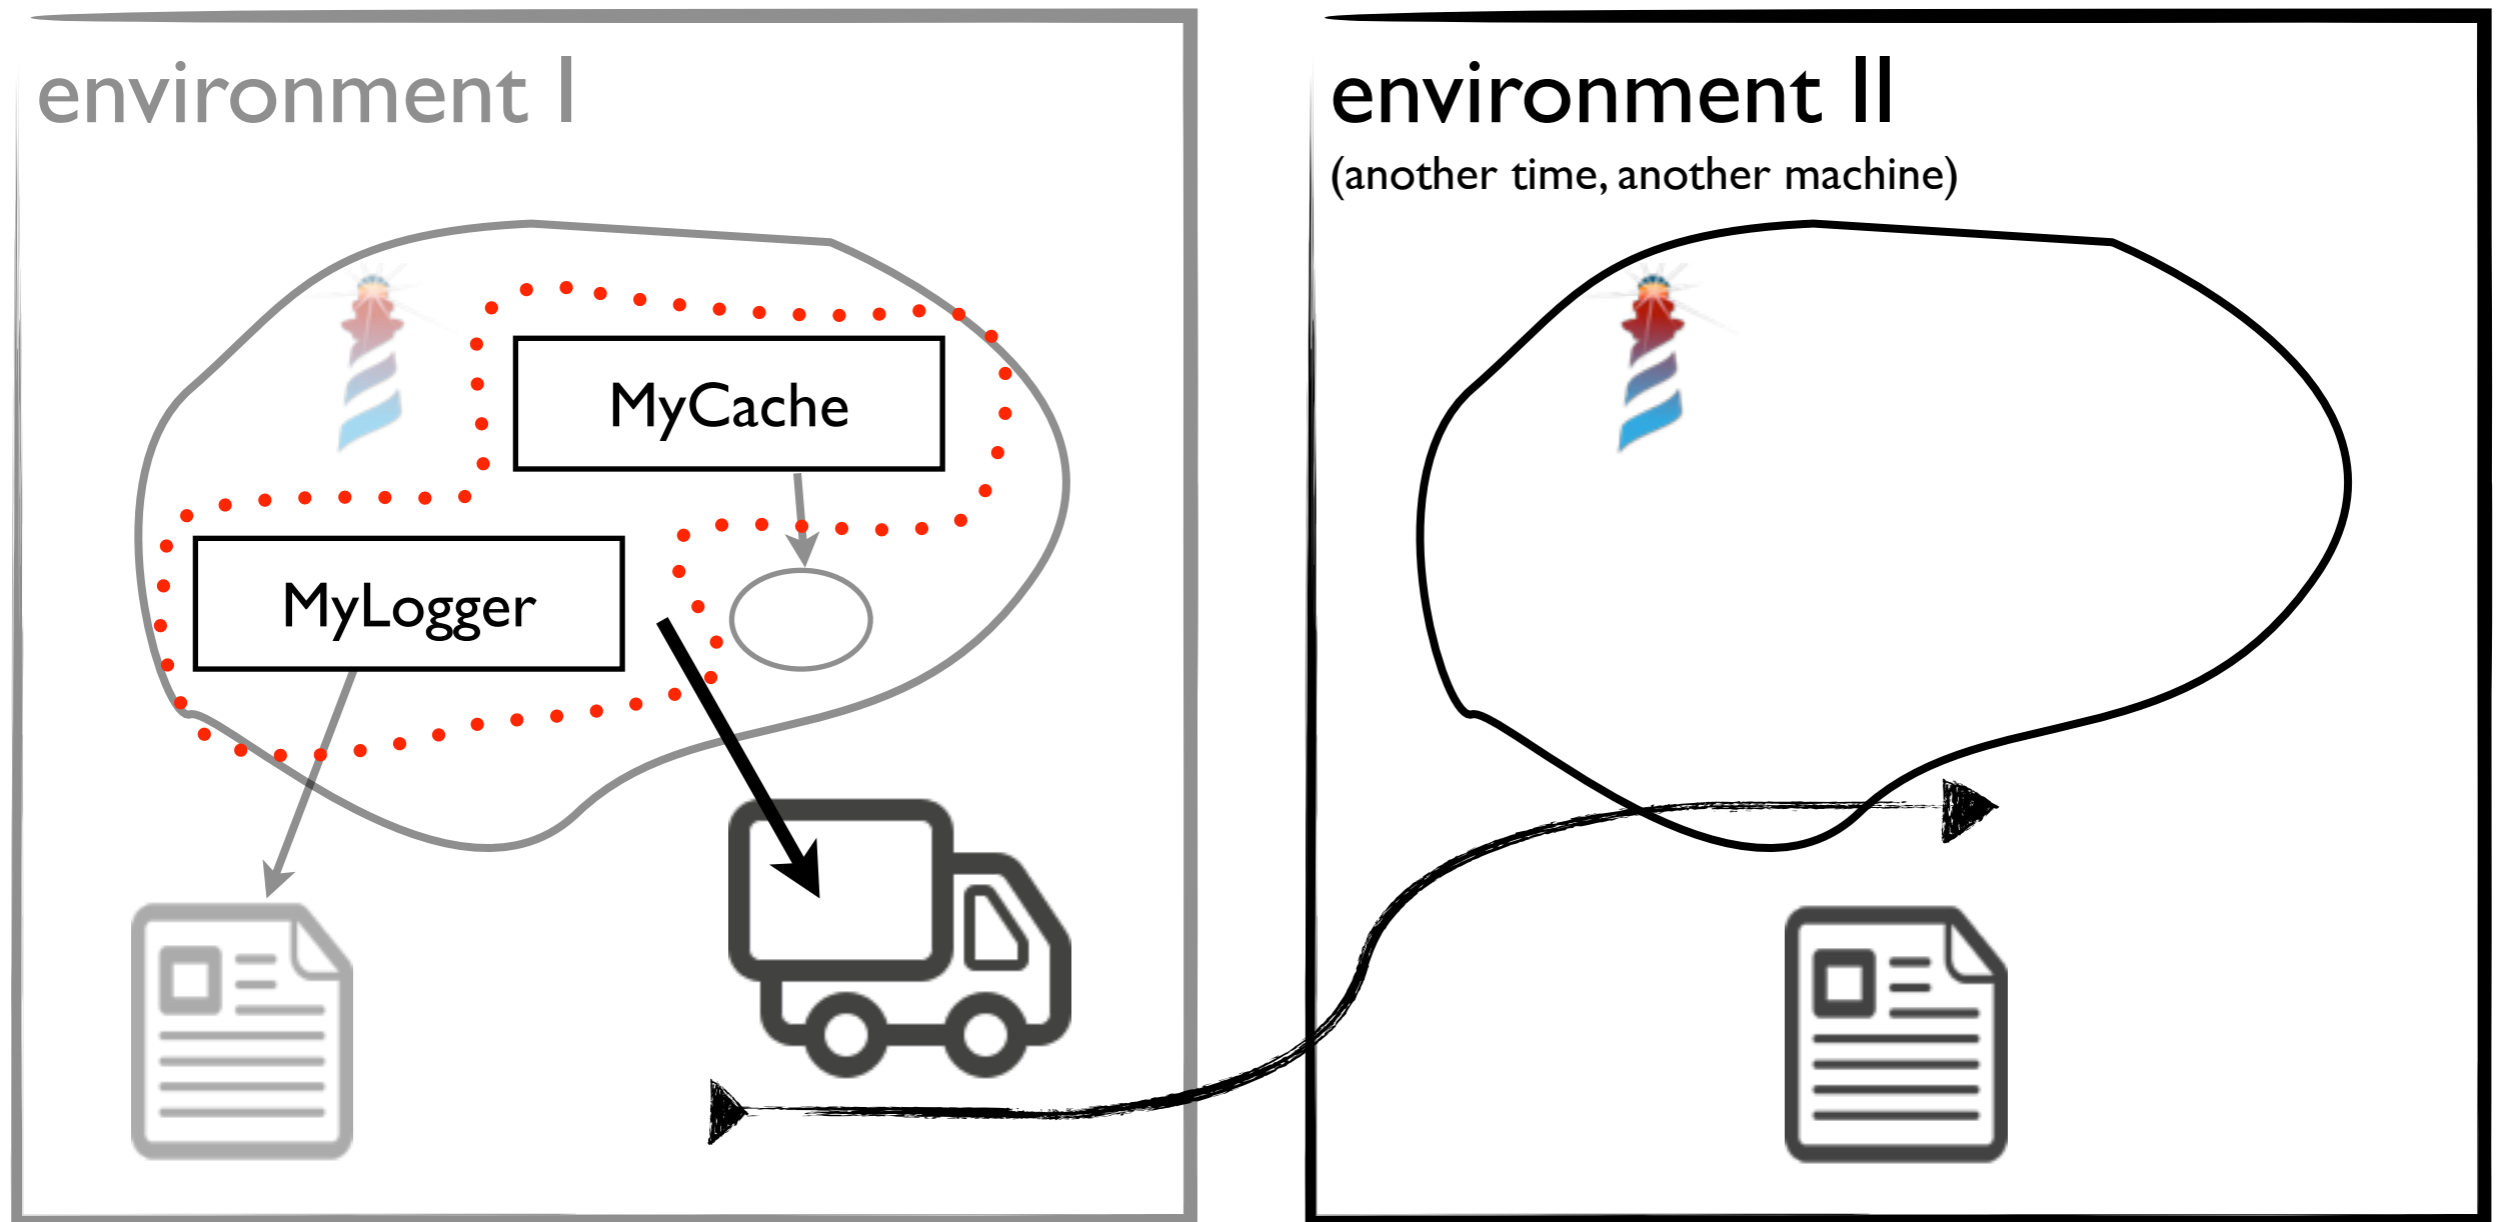 environment I
environment II
(another time, another machine)
MyCache
MyLogger